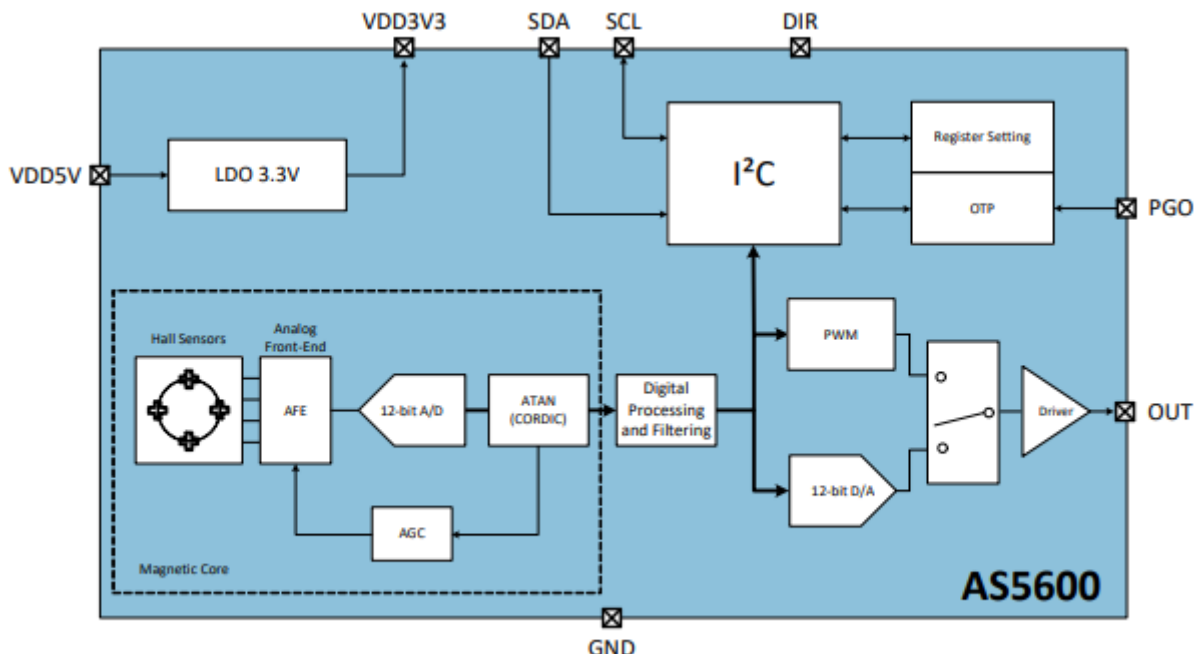 VDD3V3 SDA SCL DIR
VDD5V
LDO 3.3V
I²C
Register Setting
OTP
PGO
Hall Sensors
Analog
Front-End
AFE
12-bit A/D
ATAN
(CORDIC)
Digital
Processing
and Filtering
PWM
12-bit D/A
Driver
OUT
AGC
Magnetic Core
AS5600
GND